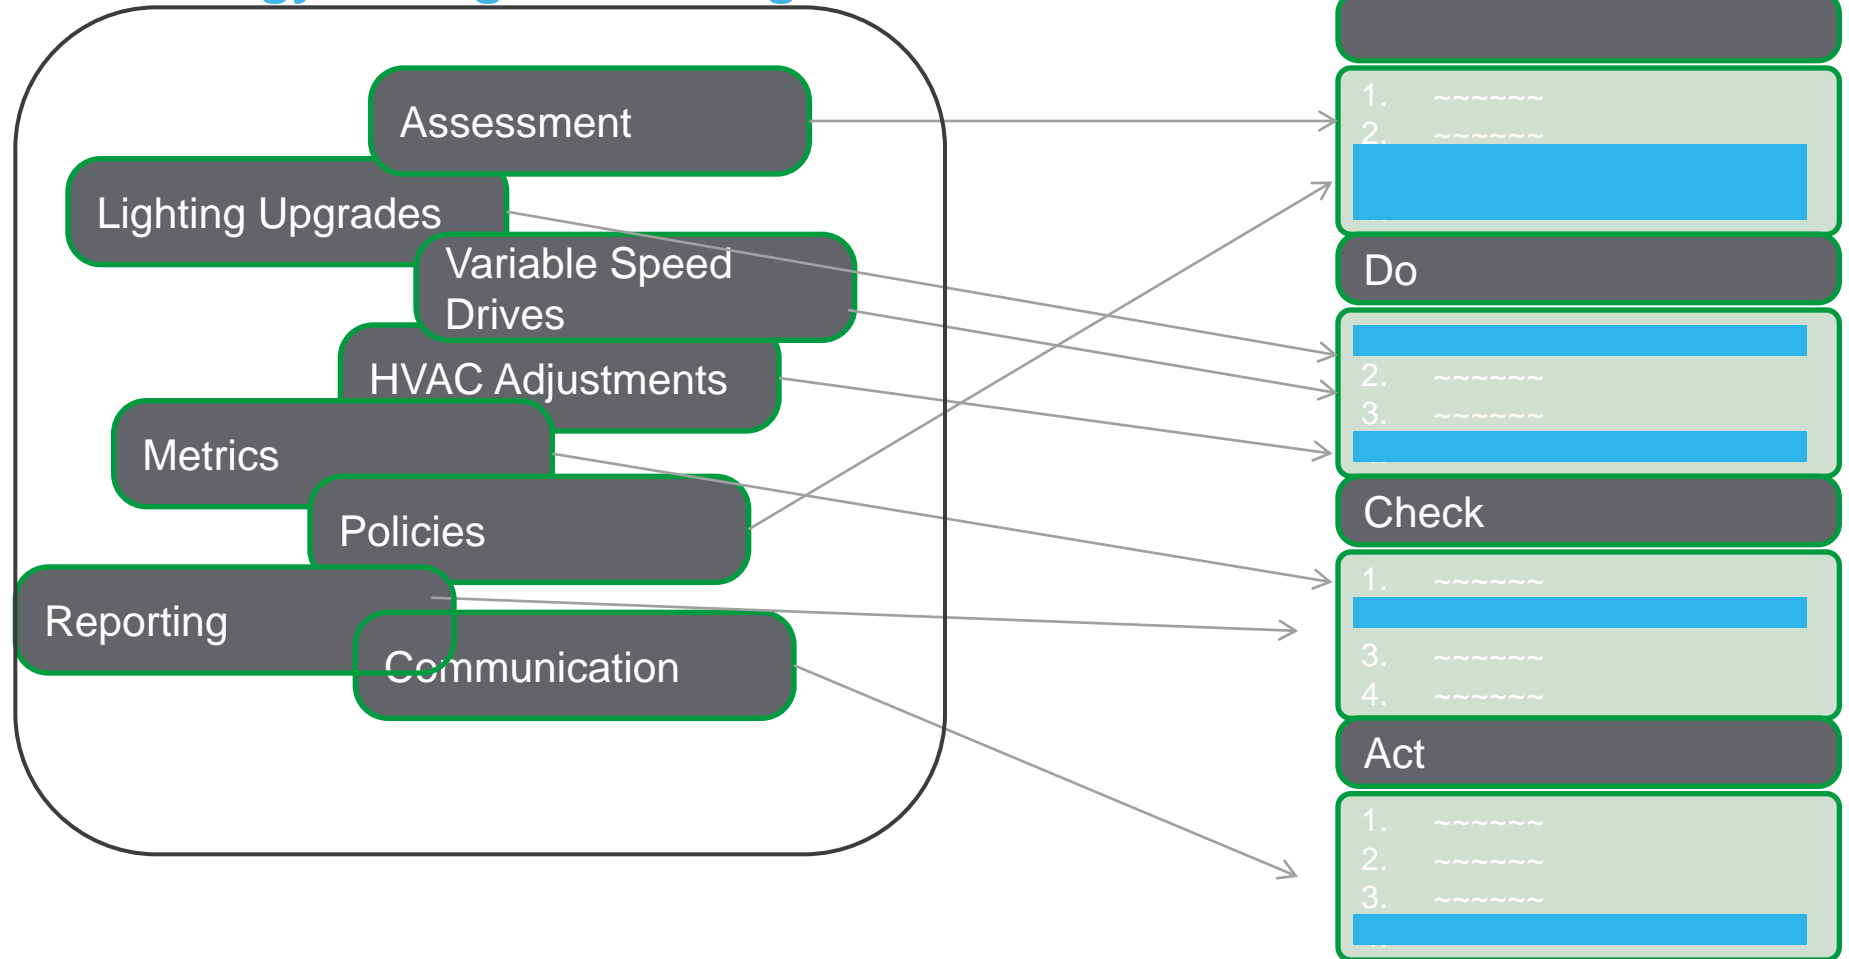 Assessment
Lighting Upgrades
Variable Speed
Drives
HVAC Adjustments
Metrics
Policies
Reporting
Communication
1. ~~~~~~
2. ~~~~~~
Do
2. ~~~~~~
3. ~~~~~~
Check
1. ~~~~~~
3. ~~~~~~
4. ~~~~~~
Act
1. ~~~~~~
2. ~~~~~~
3. ~~~~~~